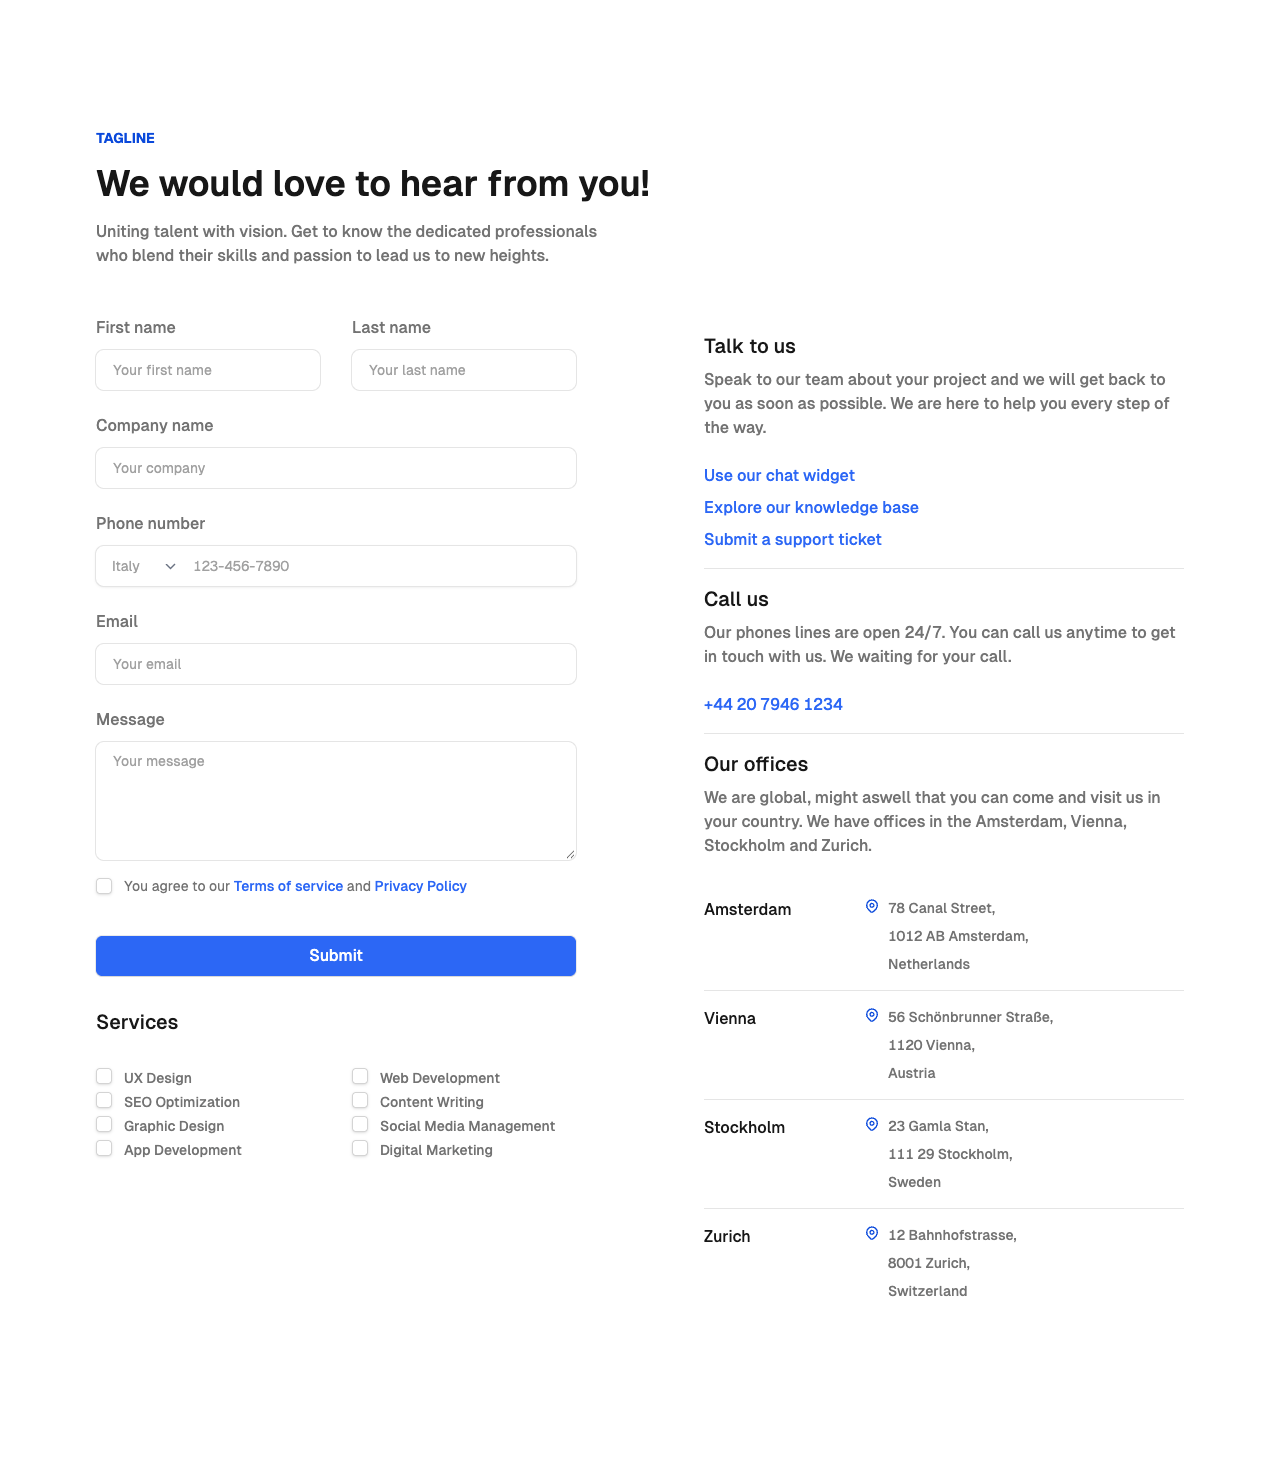 TAGLINE
We would love to hear from you!
Uniting talent with vision. Get to know the dedicated professionals
who blend their skills and passion to lead us to new heights.
First name
Your first name
Last name
Your last name
Company name
Your company
Phone number
Italy
123-456-7890
Email
Your email
Message
Your message
You agree to our Terms of service and Privacy Policy
Submit
Services
UX Design
SEO Optimization
Graphic Design
App Development
Web Development
Content Writing
Social Media Management
Digital Marketing
Talk to us
Speak to our team about your project and we will get back to
you as soon as possible. We are here to help you every step of
the way.
Use our chat widget
Explore our knowledge base
Submit a support ticket
Call us
Our phones lines are open 24/7. You can call us anytime to get
in touch with us. We waiting for your call.
+44 20 7946 1234
Our offices
We are global, might aswell that you can come and visit us in
your country. We have offices in the Amsterdam, Vienna,
Stockholm and Zurich.
Amsterdam
78 Canal Street,
1012 AB Amsterdam,
Netherlands
Vienna
56 Schönbrunner Straße,
1120 Vienna,
Austria
Stockholm
23 Gamla Stan,
111 29 Stockholm,
Sweden
Zurich
12 Bahnhofstrasse,
8001 Zurich,
Switzerland